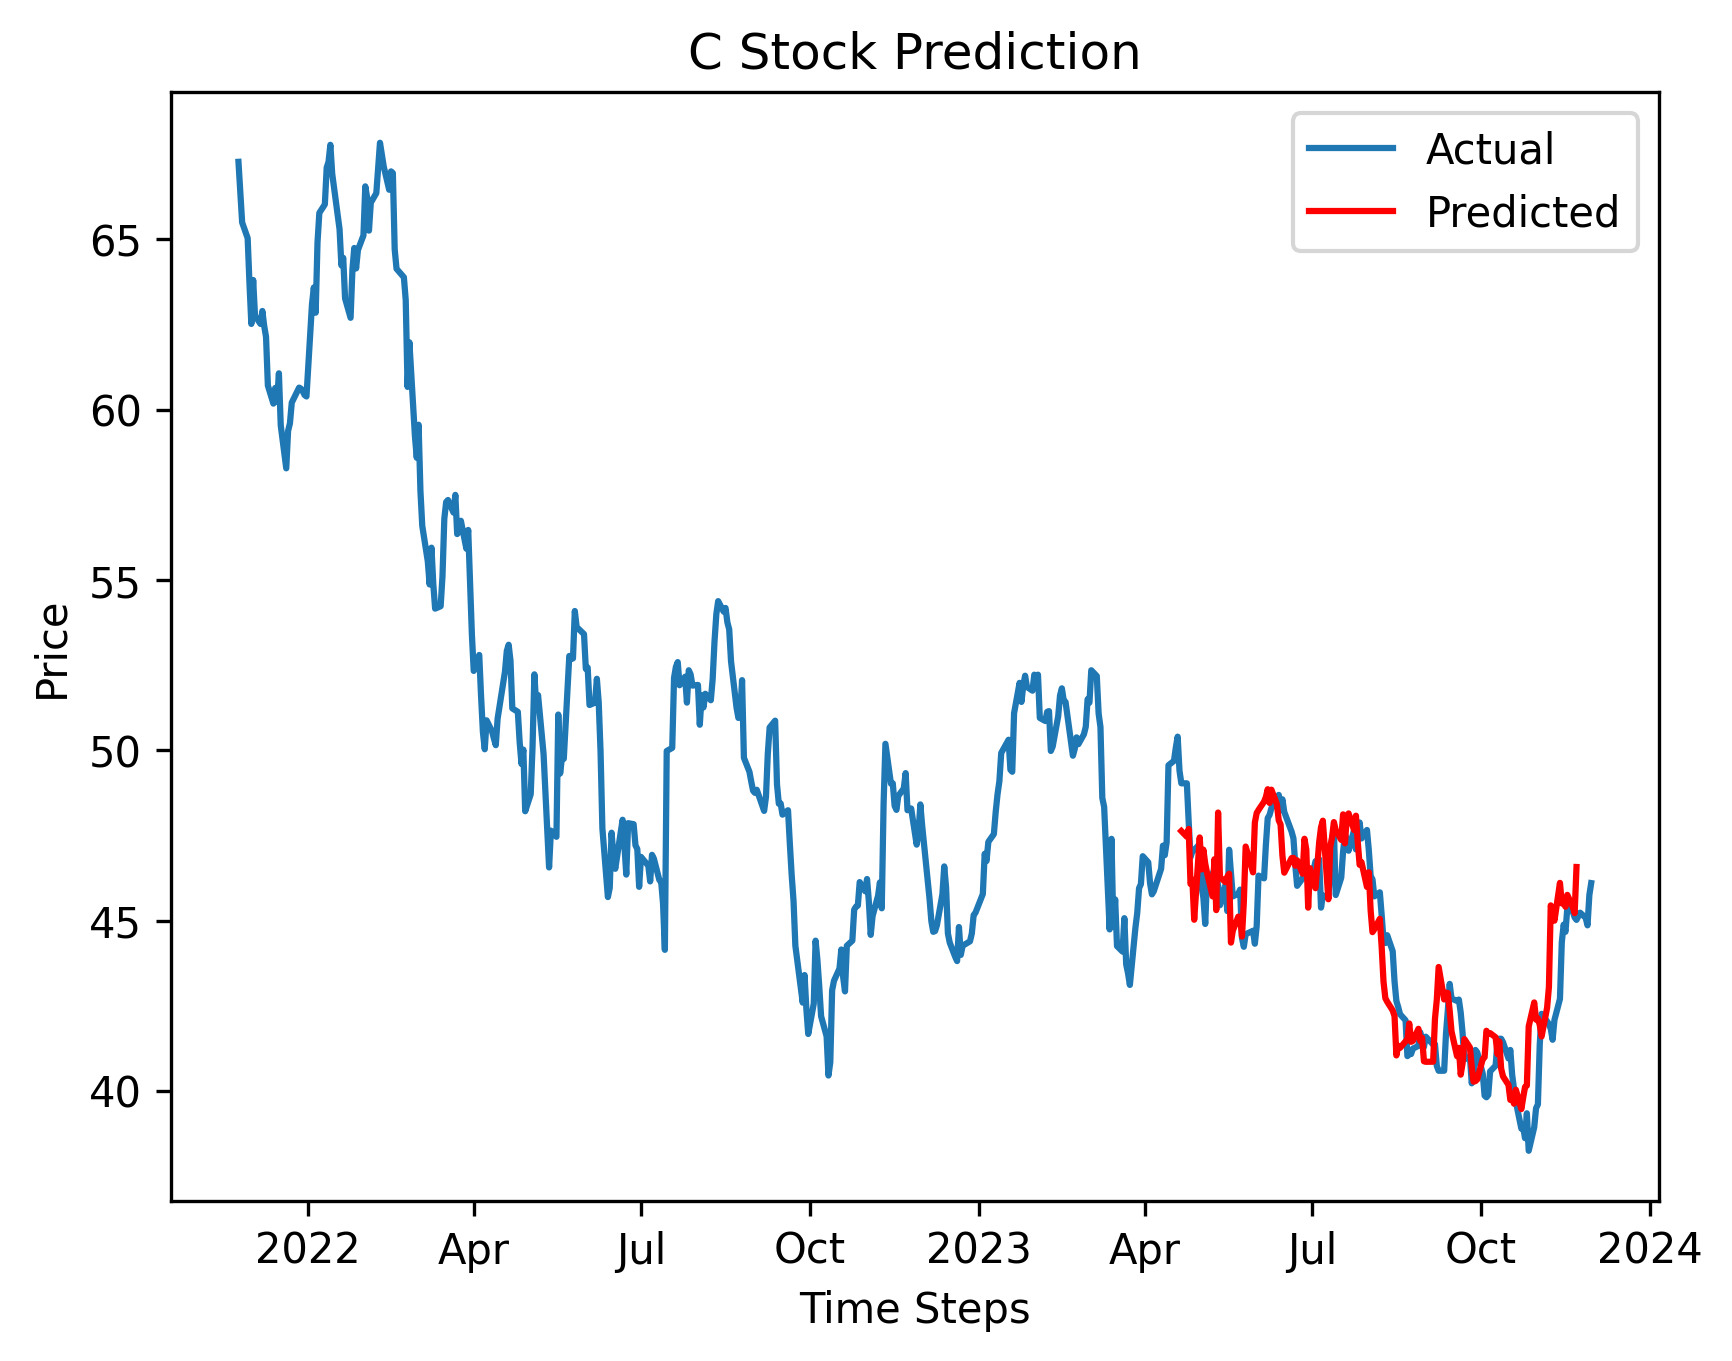 C Stock Prediction
Actual
Predicted
Price
65
60
55
50
45
40
2022 Apr Jul Oct 2023 Apr Jul Oct 2024
Time Steps